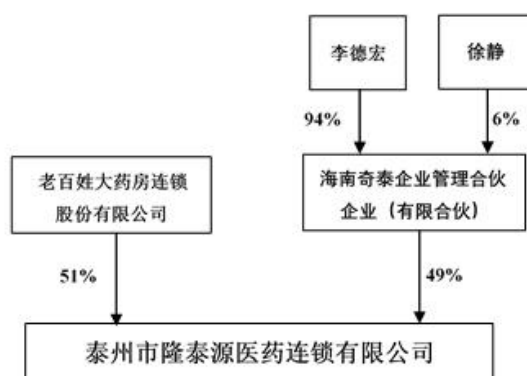 李德宏
徐静
94%
6%
老百姓大药房连锁
股份有限公司
海南奇泰企业管理合伙
企业（有限合伙）
51%
49%
泰州市隆泰源医药连锁有限公司